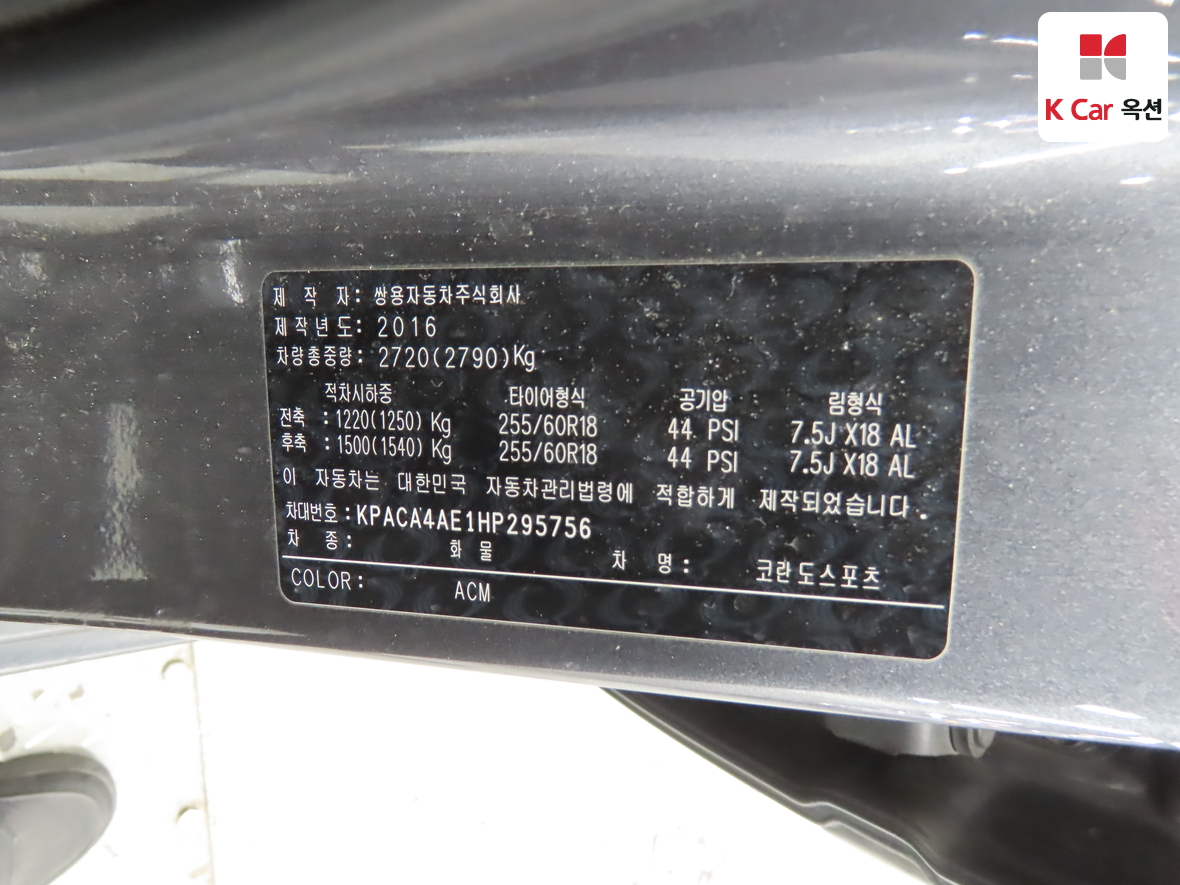 K Car 옥션
제 작 자: 쌍용자동차주식회사
제작년도: 2016
차량총중량: 2720(2790)Kg
적차시하중 타이어형식 공기압 림형식
전축 :1220(1250) Kg 255/60R18 44 PSI 7.5J X18 AL
후축 :1500(1540) Kg 255/60R18 44 PSI 7.5J X18 AL
이 자동차는 대한민국 자동차관리법령에 적합하게 제작되었습니다.
차대번호:KPACA4AE1HP295756
차 종: 화 물 차 명: 코란도스포츠
COLOR: ACM